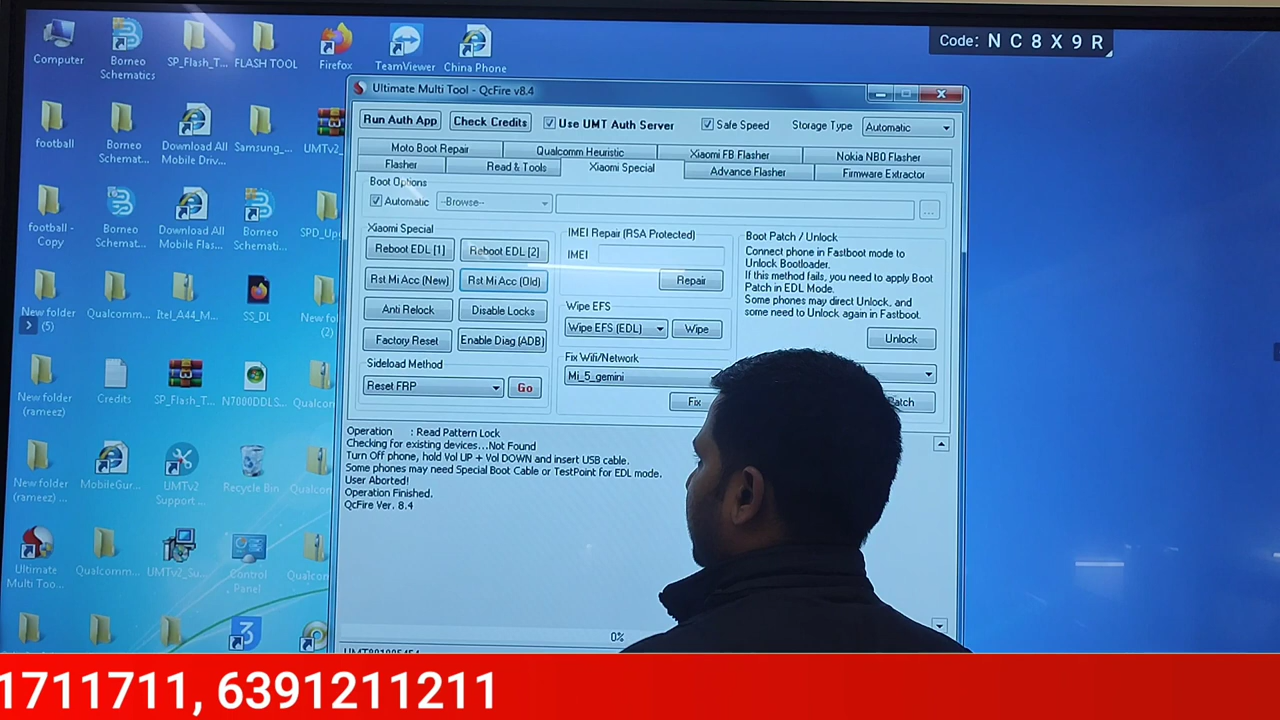 Code: N C 8 X 9 R
Computer
Borneo Schematics
SP_Flash_T...
FLASH TOOL
Firefox
TeamViewer
China Phone
football
Borneo Schemat...
Download All Mobile Driv...
Samsung_...
UMTv2_
football - Copy
Borneo Schemat...
Download All Mobile Flas...
Borneo Schemati...
SPD_Up
New folder (5)
Qualcomm...
Itel_A44_M...
SS_DL
New fo
(2)
New folder (rameez)
Credits
SP_Flash_T...
N7000DDLS...
Qualcon
New folder (rameez) ...
MobileGur...
UMTv2 Support ...
Recycle Bin
Qualcon
Ultimate Multi Too...
Qualcomm...
UMTv2_Su...
Control Panel
Qualcon
Ultimate Multi Tool - QcFire v8.4
Run Auth App
Check Credits
Use UMT Auth Server
Safe Speed
Storage Type
Automatic
Moto Boot Repair
Qualcomm Heuristic
Xiaomi FB Flasher
Nokia NB0 Flasher
Flasher
Read & Tools
Xiaomi Special
Advance Flasher
Firmware Extractor
Boot Options
Automatic
--Browse--
...
Xiaomi Special
Reboot EDL [1]
Reboot EDL [2]
Rst Mi Acc (New)
Rst Mi Acc (Old)
Anti Relock
Disable Locks
Factory Reset
Enable Diag (ADB)
Sideload Method
Reset FRP
Go
IMEI Repair (RSA Protected)
IMEI
Repair
Wipe EFS
Wipe EFS (EDL)
Wipe
Fix Wifi/Network
Mi_5_gemini
Fix
Boot Patch / Unlock
Connect phone in Fastboot mode to
Unlock Bootloader.
If this method fails, you need to apply Boot
Patch in EDL Mode.
Some phones may direct Unlock, and
some need to Unlock again in Fastboot.
Unlock
atch
Operation : Read Pattern Lock
Checking for existing devices...Not Found
Turn Off phone, hold Vol UP + Vol DOWN and insert USB cable.
Some phones may need Special Boot Cable or TestPoint for EDL mode.
User Aborted!
Operation Finished.
QcFire Ver. 8.4
0%
1711711, 6391211211